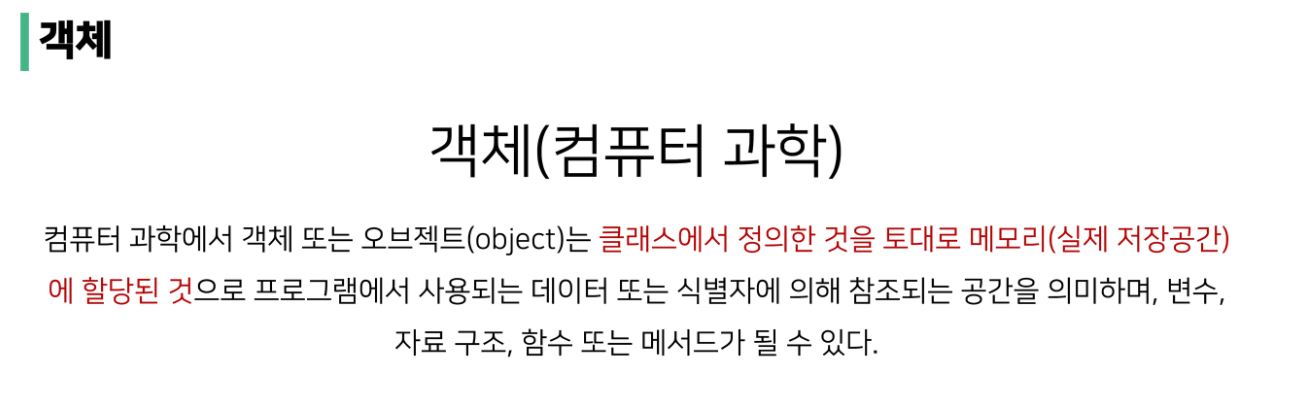 객체
객체(컴퓨터 과학)
컴퓨터 과학에서 객체 또는 오브젝트(object)는 클래스에서 정의한 것을 토대로 메모리(실제 저장공간)
에 할당된 것으로 프로그램에서 사용되는 데이터 또는 식별자에 의해 참조되는 공간을 의미하며, 변수,
자료 구조, 함수 또는 메서드가 될 수 있다.